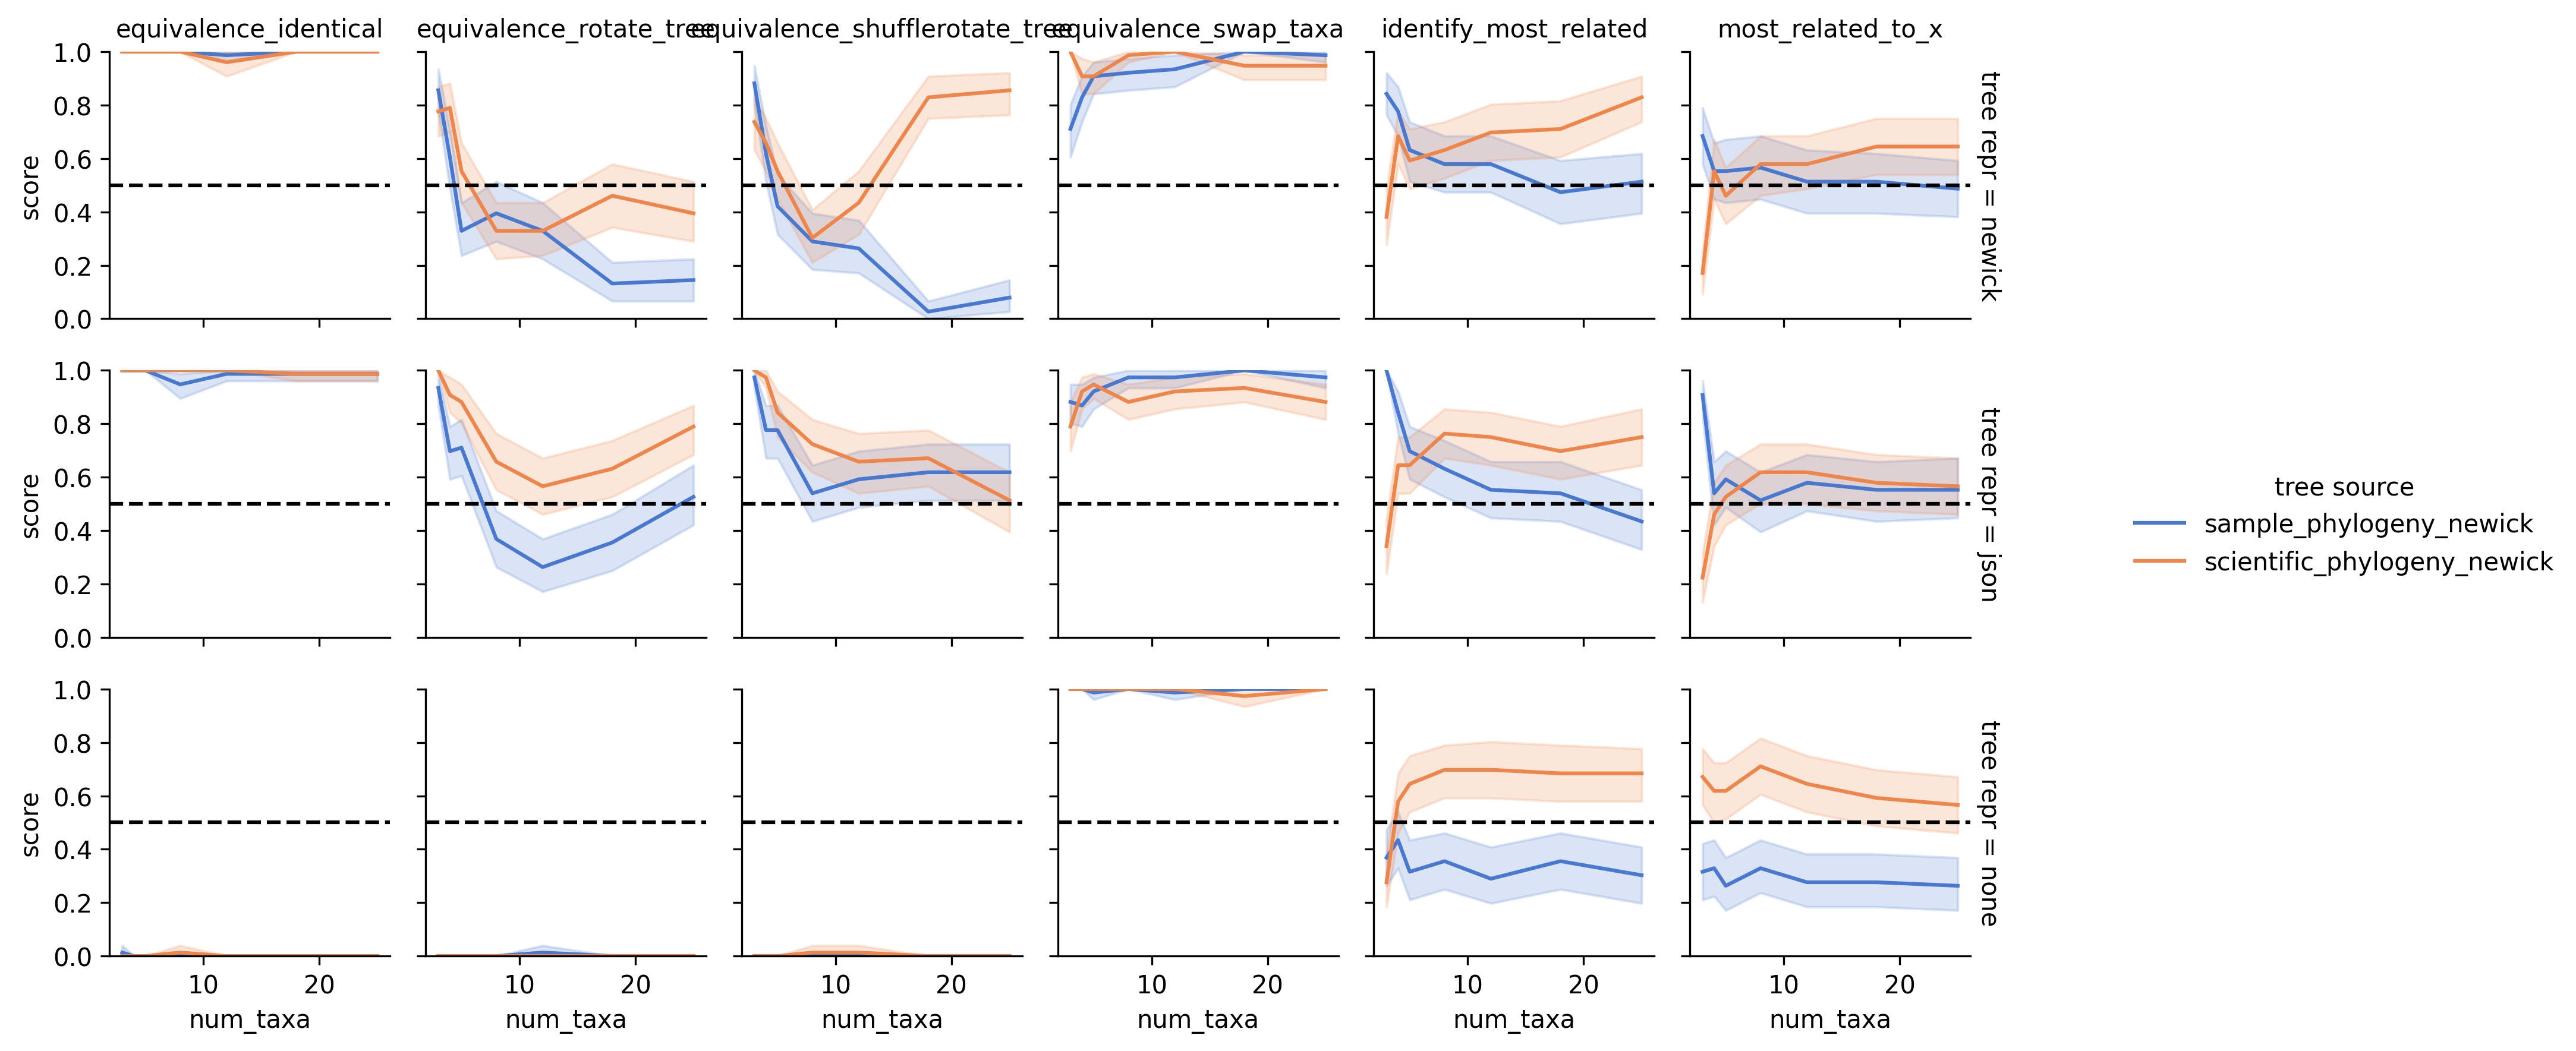 equivalence_identical
equivalence_rotate_tree
equivalence_shufflerotate_tree
equivalence_swap_taxa
identify_most_related
most_related_to_x
1.0
0.8
0.6
0.4
0.2
0.0
score
tree repr = newick
1.0
0.8
0.6
0.4
0.2
0.0
score
tree repr = json
tree source
sample_phylogeny_newick
scientific_phylogeny_newick
1.0
0.8
0.6
0.4
0.2
0.0
score
tree repr = none
10 20
10 20
10 20
10 20
10 20
10 20
num_taxa
num_taxa
num_taxa
num_taxa
num_taxa
num_taxa